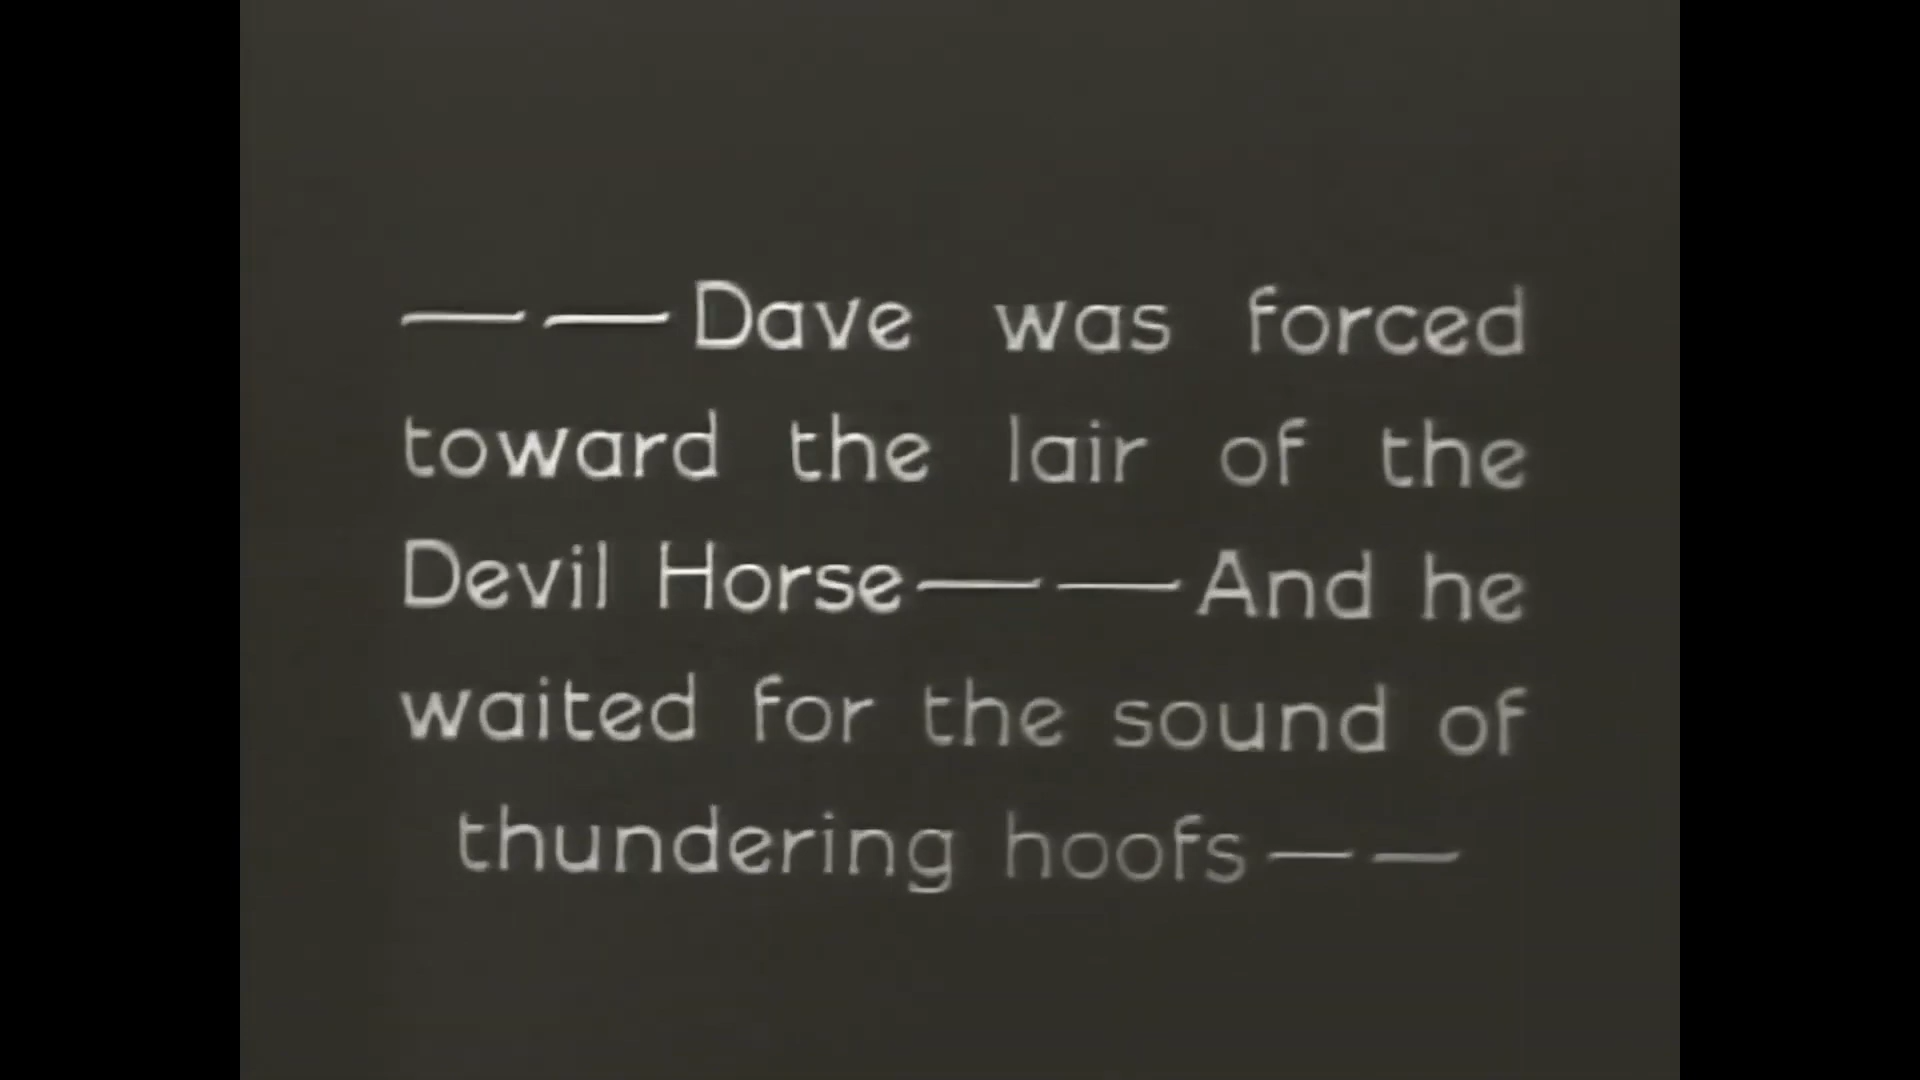 ——Dave was forced
toward the lair of the
Devil Horse——And he
waited for the sound of
thundering hoofs——